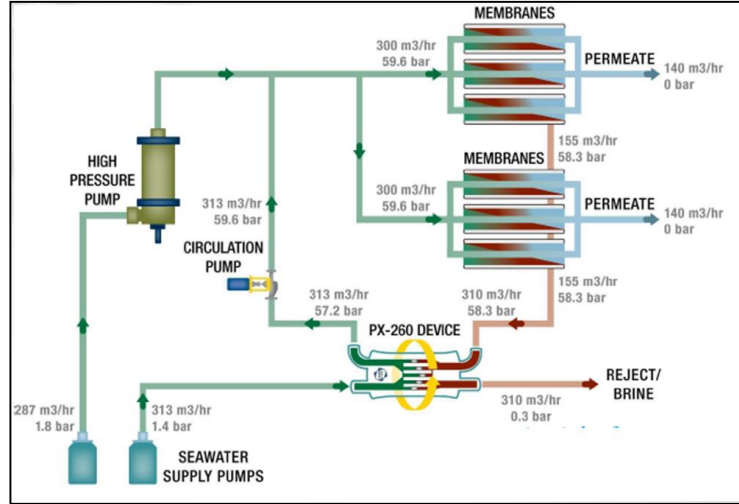 MEMBRANES
300 m3/hr
59.6 bar
PERMEATE
140 m3/hr
0 bar
155 m3/hr
58.3 bar
HIGH
PRESSURE
PUMP
MEMBRANES
313 m3/hr
59.6 bar
300 m3/hr
59.6 bar
PERMEATE
140 m3/hr
0 bar
CIRCULATION
PUMP
155 m3/hr
58.3 bar
313 m3/hr
57.2 bar
310 m3/hr
58.3 bar
PX-260 DEVICE
REJECT/
BRINE
310 m3/hr
0.3 bar
287 m3/hr
1.8 bar
313 m3/hr
1.4 bar
SEAWATER
SUPPLY PUMPS